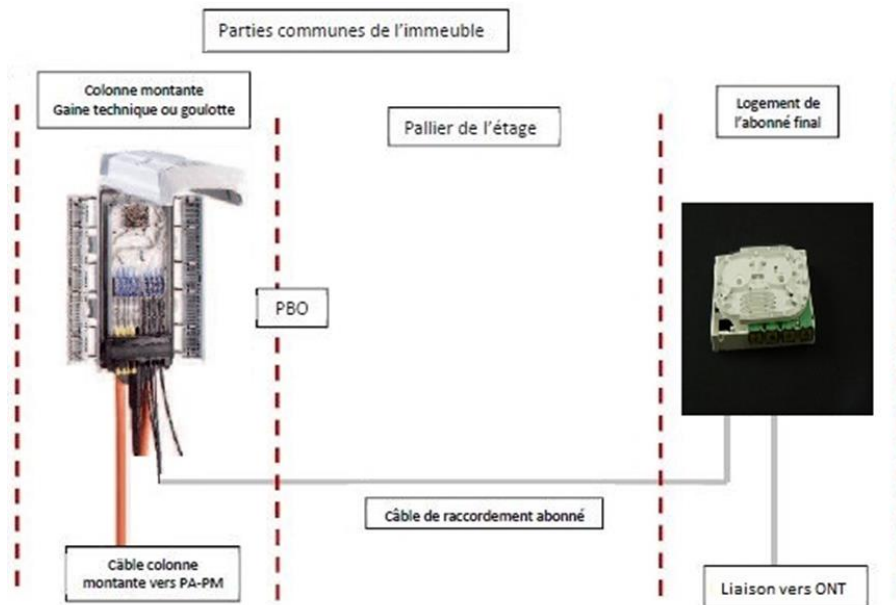 Parties communes de l'immeuble
Colonne montante
Gaine technique ou goulotte
Pallier de l'étage
Logement de
l'abonné final
PBO
Câble de raccordement abonné
Câble colonne
montante vers PA-PM
Liaison vers ONT